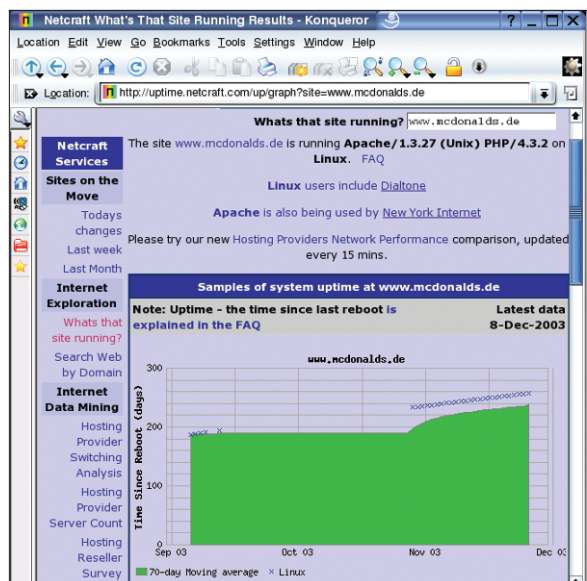 Netcraft What's That Site Running Results - Konqueror
Location Edit View Go Bookmarks Tools Settings Window Help
Location: http://uptime.netcraft.com/up/graph?site=www.mcdonalds.de
Whats that site running? www.mcdonalds.de
Netcraft
Services
Sites on the
Move
Todays
changes
Last week
Last Month
Internet
Exploration
Whats that
site running?
Search Web
by Domain
Internet
Data Mining
Hosting
Provider
Switching
Analysis
Hosting
Provider
Server Count
Hosting
Reseller
Survey
The site www.mcdonalds.de is running Apache/1.3.27 (Unix) PHP/4.3.2 on
Linux. FAQ
Linux users include Dialtone
Apache is also being used by New York Internet
Please try our new Hosting Providers Network Performance comparison, updated
every 15 mins.
Samples of system uptime at www.mcdonalds.de
Note: Uptime - the time since last reboot is
explained in the FAQ
Latest data
8-Dec-2003
www.mcdonalds.de
Time Since Reboot (days)
300
200
100
0
Sep 03 Oct 03 Nov 03 Dec 0
70-day Moving average × Linux